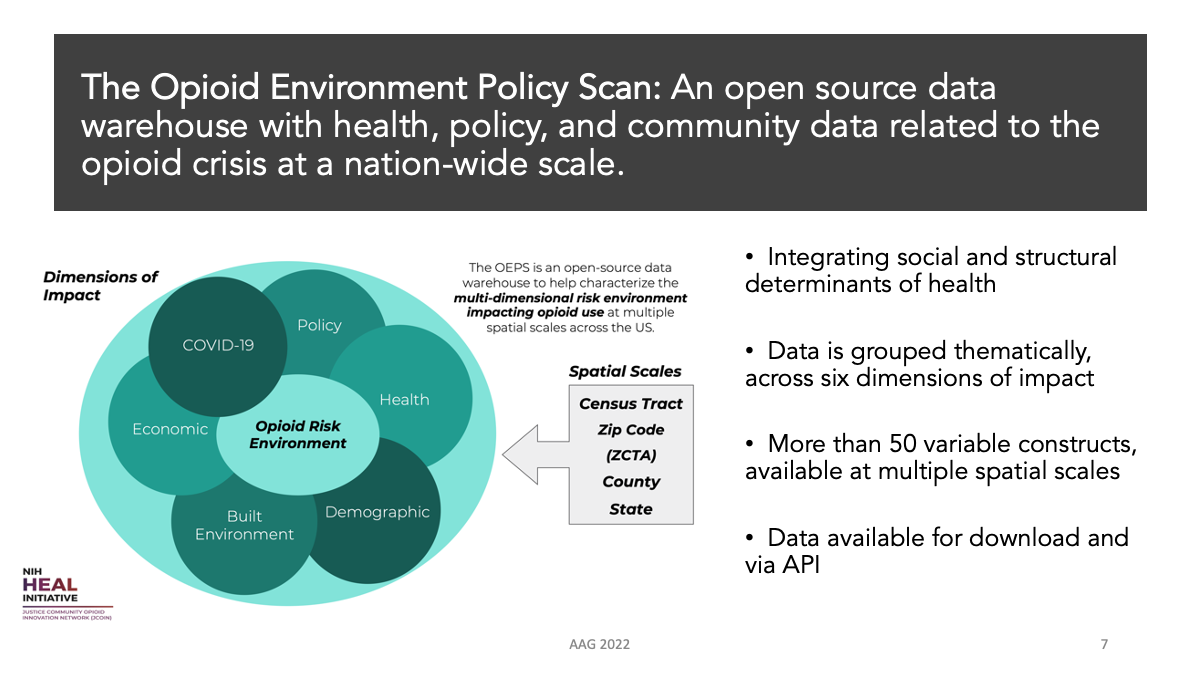 The Opioid Environment Policy Scan: An open source data
warehouse with health, policy, and community data related to the
opioid crisis at a nation-wide scale.
Dimensions of
Impact
COVID-19
Policy
Health
Economic
Opioid Risk
Environment
Built
Environment
Demographic
The OEPS is an open-source data
warehouse to help characterize the
multi-dimensional risk environment
impacting opioid use at multiple
spatial scales across the US.
Spatial Scales
Census Tract
Zip Code
(ZCTA)
County
State
• Integrating social and structural
determinants of health
• Data is grouped thematically,
across six dimensions of impact
• More than 50 variable constructs,
available at multiple spatial scales
• Data available for download and
via API
NIH
HEAL
INITIATIVE
JUSTICE COMMUNITY OPIOID
INNOVATION NETWORK (JCOIN)
AAG 2022
7